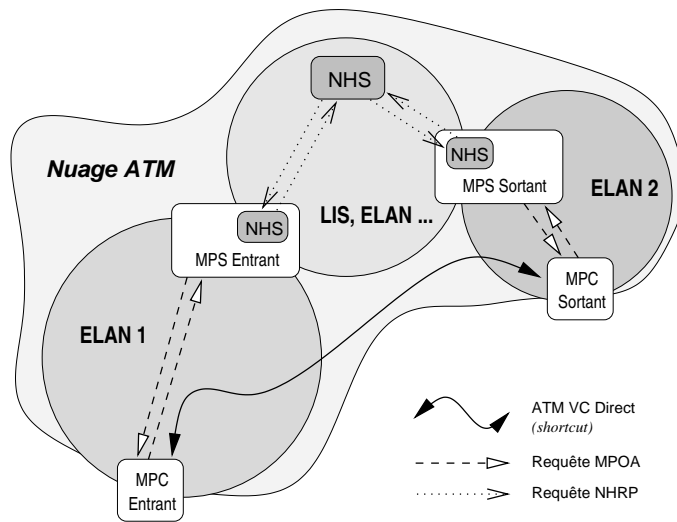 NHS
Nuage ATM
NHS
MPS Sortant
ELAN 2
LIS, ELAN ...
NHS
MPS Entrant
MPC
Sortant
ELAN 1
ATM VC Direct
(shortcut)
Requête MPOA
MPC
Entrant
Requête NHRP